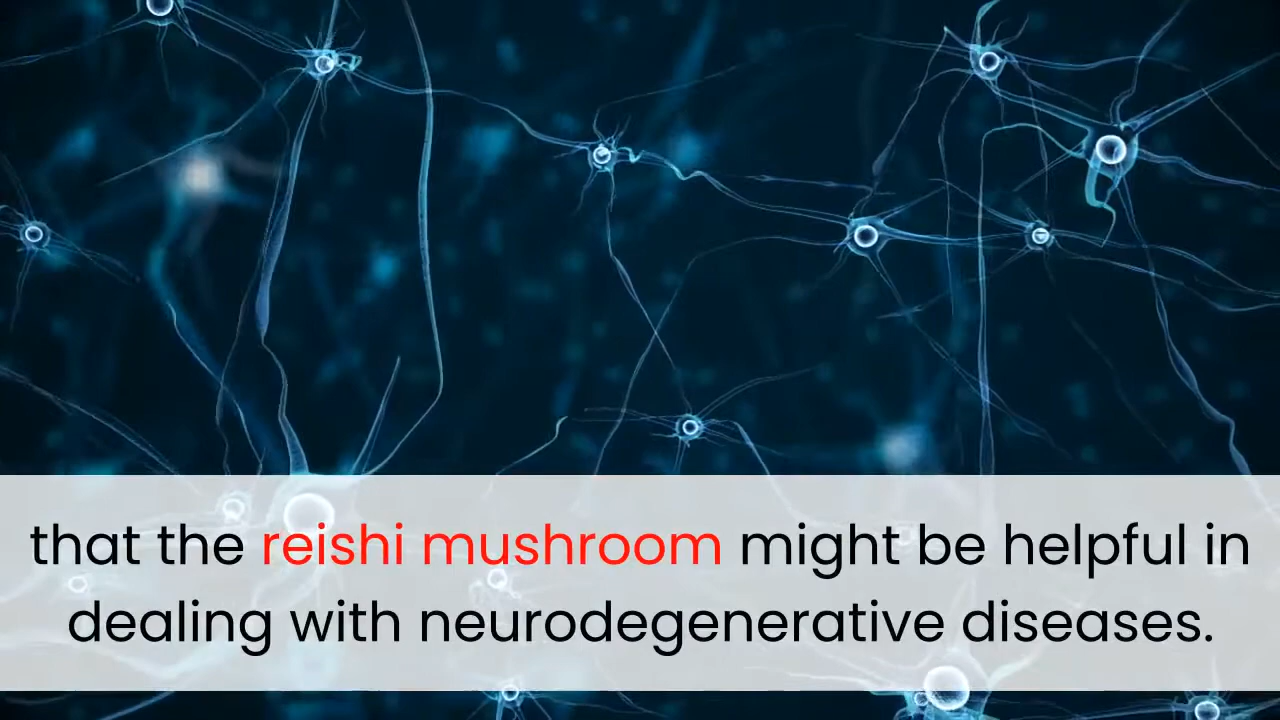 that the reishi mushroom might be helpful in
dealing with neurodegenerative diseases.